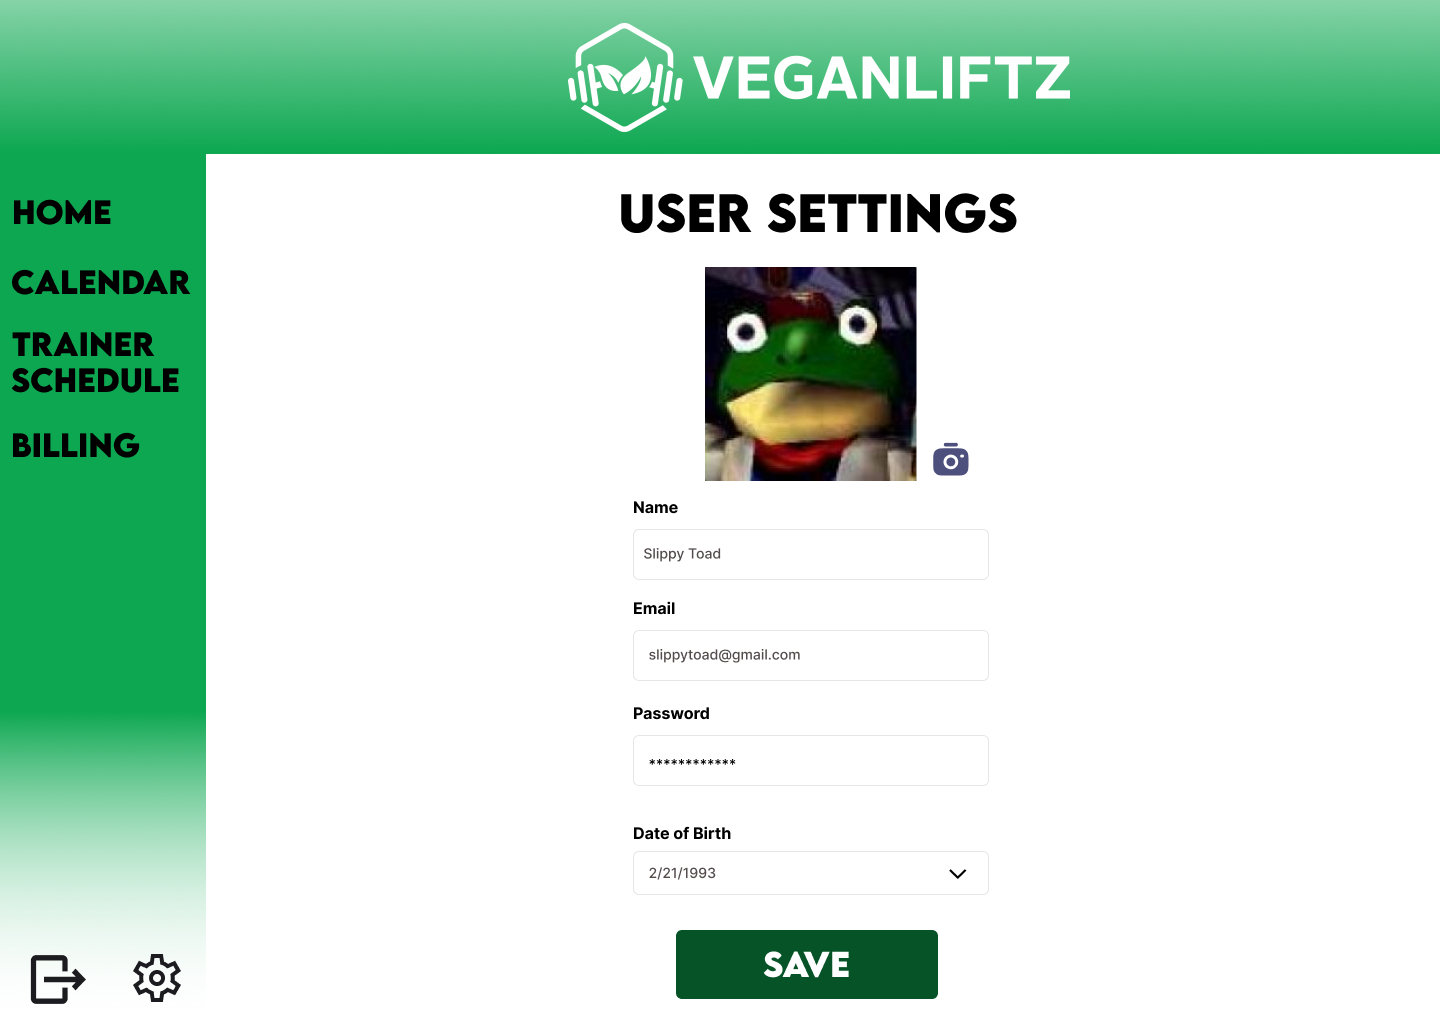 VEGANLIFTZ
HOME
CALENDAR
TRAINER
SCHEDULE
BILLING
USER SETTINGS
Name
Slippy Toad
Email
slippytoad@gmail.com
Password
************
Date of Birth
2/21/1993
SAVE